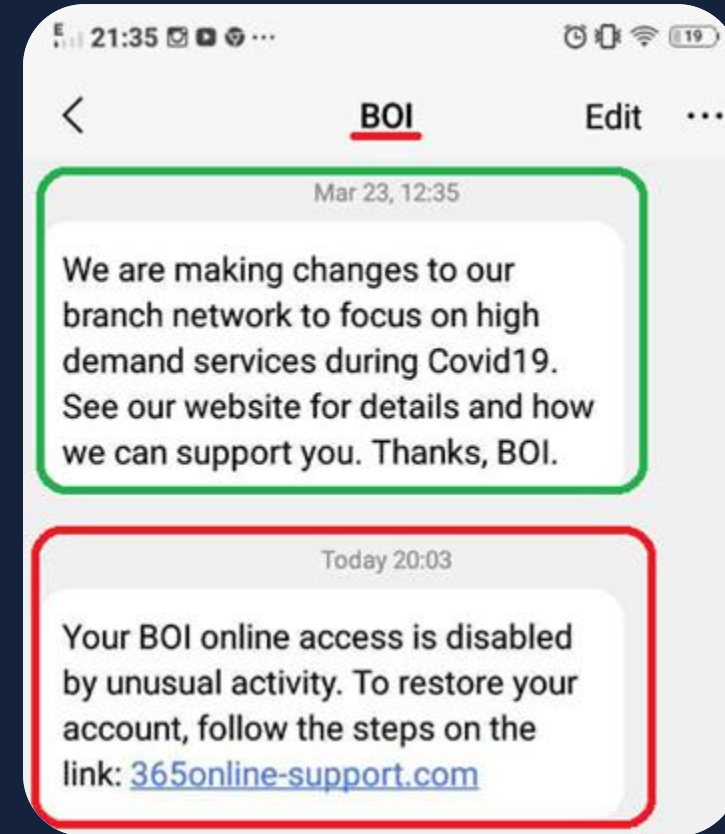 E 21:35 ...
19
BOI
Edit ...
Mar 23, 12:35
We are making changes to our
branch network to focus on high
demand services during Covid19.
See our website for details and how
we can support you. Thanks, BOI.
Today 20:03
Your BOI online access is disabled
by unusual activity. To restore your
account, follow the steps on the
link: 365online-support.com